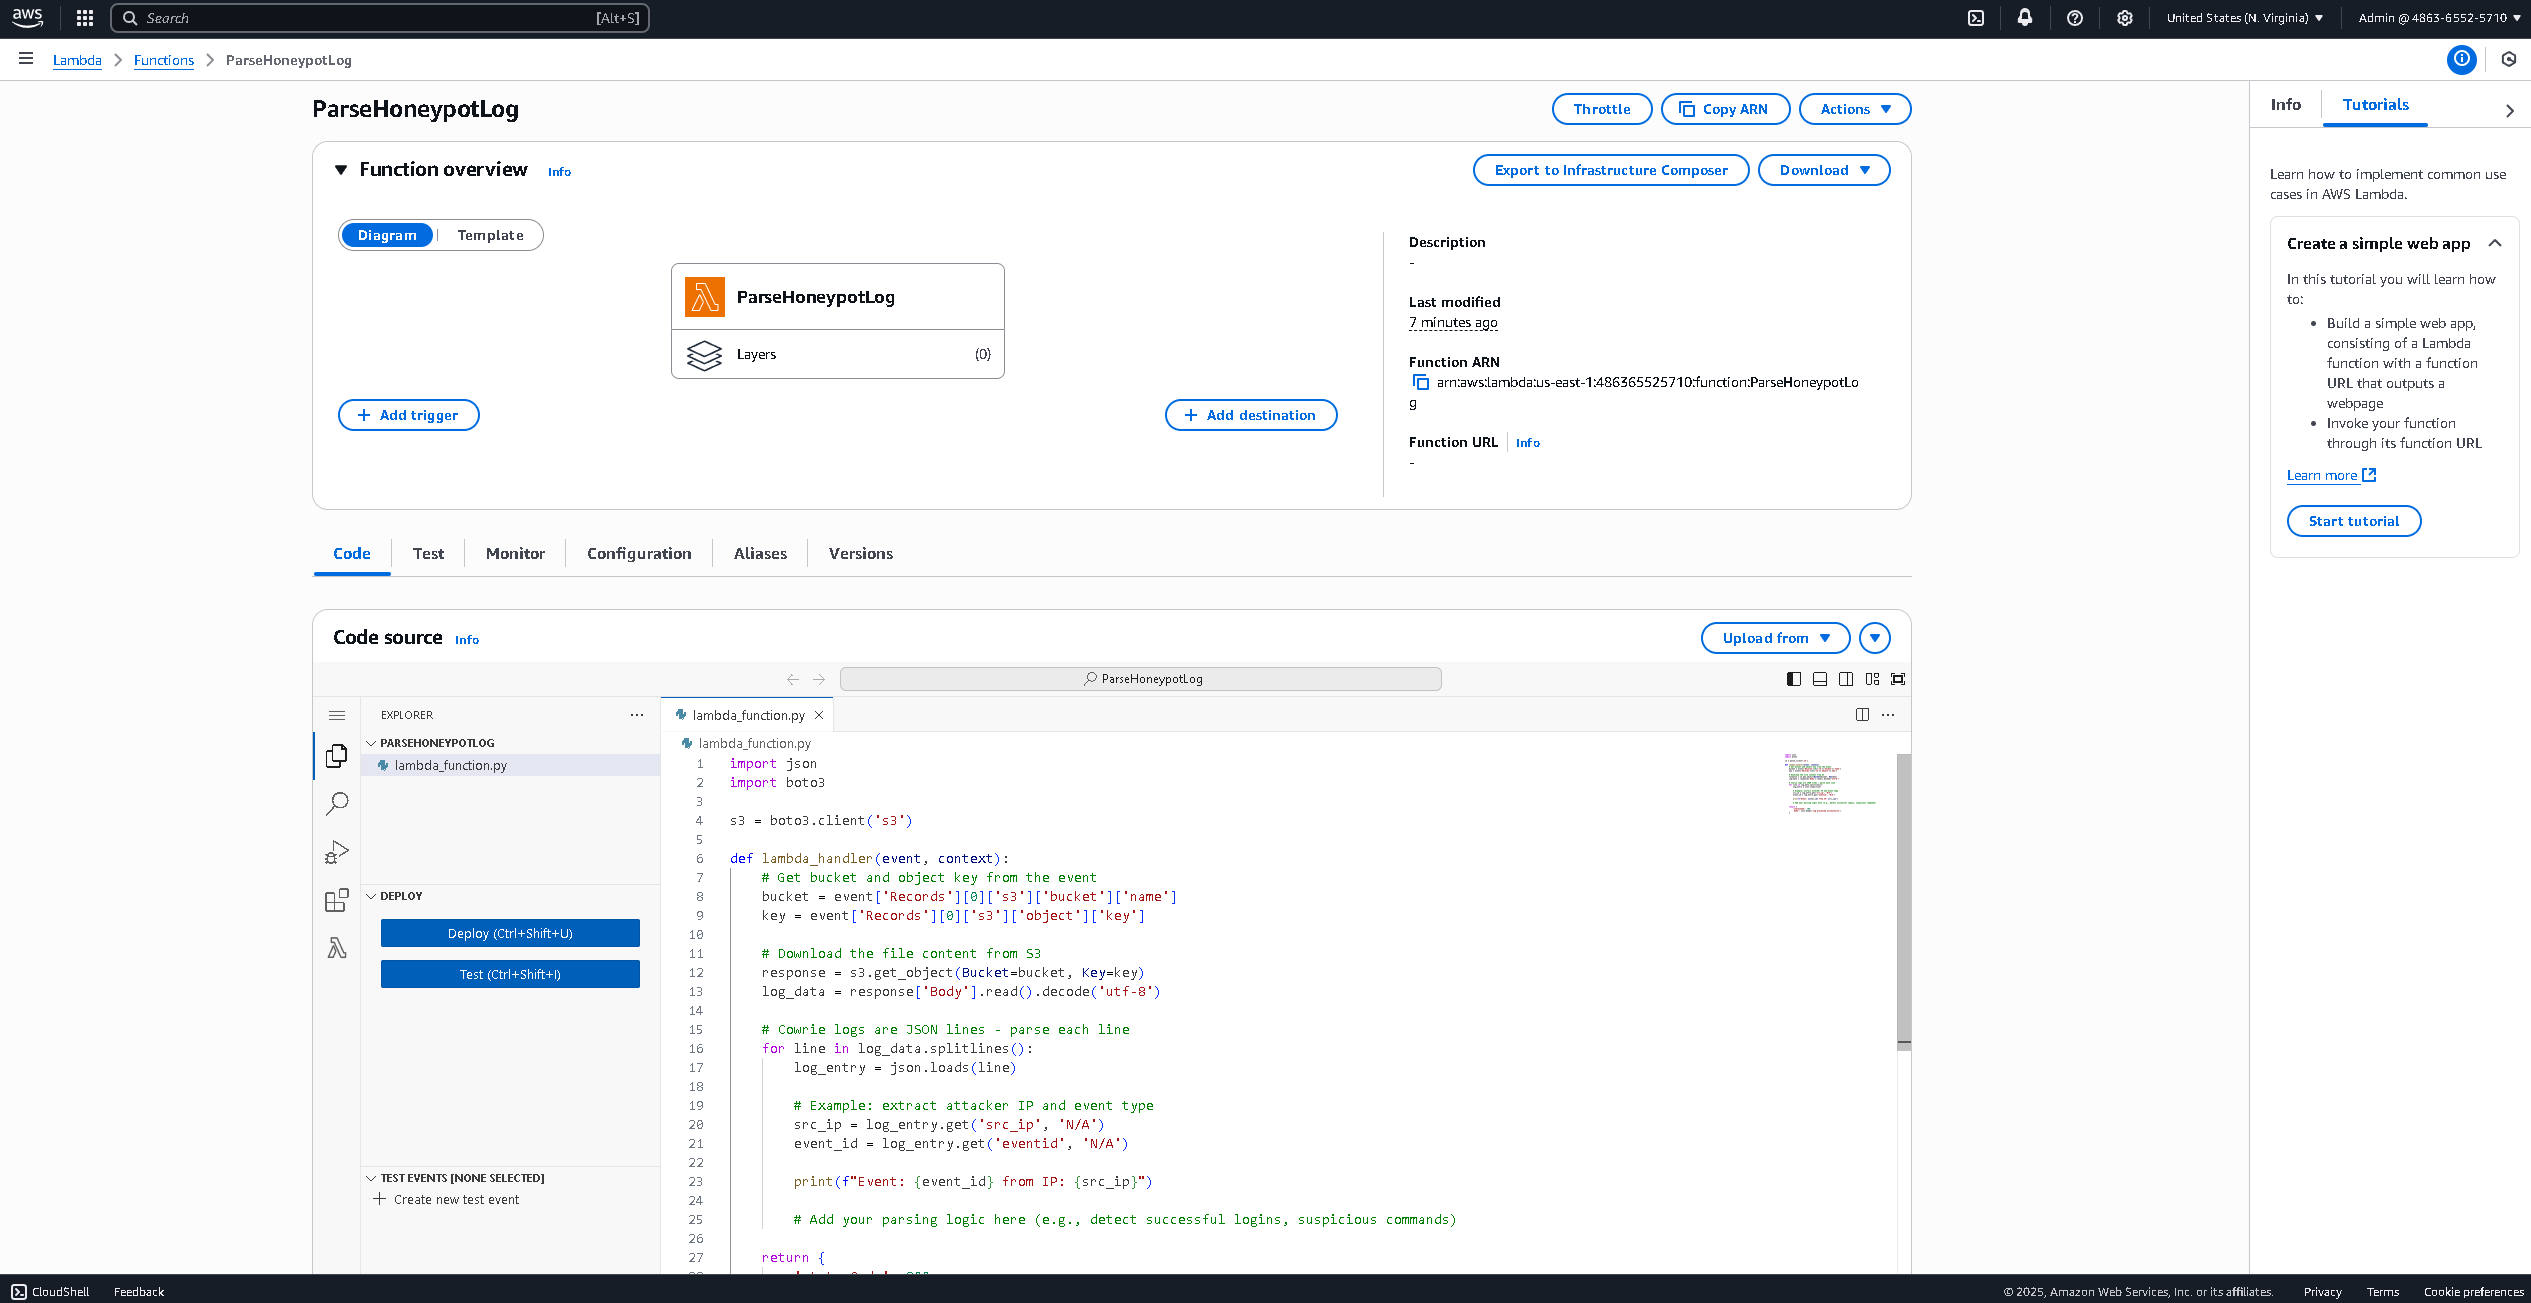 aws
Search
[Alt+S]
United States (N. Virginia)
Admin @ 4863-6552-5710
Lambda
Functions
ParseHoneypotLog
ParseHoneypotLog
Throttle
Copy ARN
Actions
Function overview
Info
Export to Infrastructure Composer
Download
Diagram
Template
ParseHoneypotLog
Layers
(0)
+ Add trigger
+ Add destination
Description
-
Last modified
7 minutes ago
Function ARN
arn:aws:lambda:us-east-1:486365525710:function:ParseHoneypotLo
g
Function URL
Info
-
Code
Test
Monitor
Configuration
Aliases
Versions
Code source
Info
Upload from
ParseHoneypotLog
EXPLORER
PARSEHONEYPOTLOG
lambda_function.py
DEPLOY
Deploy (Ctrl+Shift+U)
Test (Ctrl+Shift+I)
TEST EVENTS [NONE SELECTED]
+ Create new test event
lambda_function.py
lambda_function.py
1 import json
2 import boto3
3
4 s3 = boto3.client('s3')
5
6 def lambda_handler(event, context):
7 # Get bucket and object key from the event
8 bucket = event['Records'][0]['s3']['bucket']['name']
9 key = event['Records'][0]['s3']['object']['key']
10
11 # Download the file content from S3
12 response = s3.get_object(Bucket=bucket, Key=key)
13 log_data = response['Body'].read().decode('utf-8')
14
15 # Cowrie logs are JSON lines - parse each line
16 for line in log_data.splitlines():
17 log_entry = json.loads(line)
18
19 # Example: extract attacker IP and event type
20 src_ip = log_entry.get('src_ip', 'N/A')
21 event_id = log_entry.get('eventid', 'N/A')
22
23 print(f"Event: {event_id} from IP: {src_ip}")
24
25 # Add your parsing logic here (e.g., detect successful logins, suspicious commands)
26
27 return {
Info
Tutorials
Learn how to implement common use
cases in AWS Lambda.
Create a simple web app
In this tutorial you will learn how
to:
• Build a simple web app,
consisting of a Lambda
function with a function
URL that outputs a
webpage
• Invoke your function
through its function URL
Learn more
Start tutorial
CloudShell
Feedback
© 2025, Amazon Web Services, Inc. or its affiliates.
Privacy
Terms
Cookie preferences